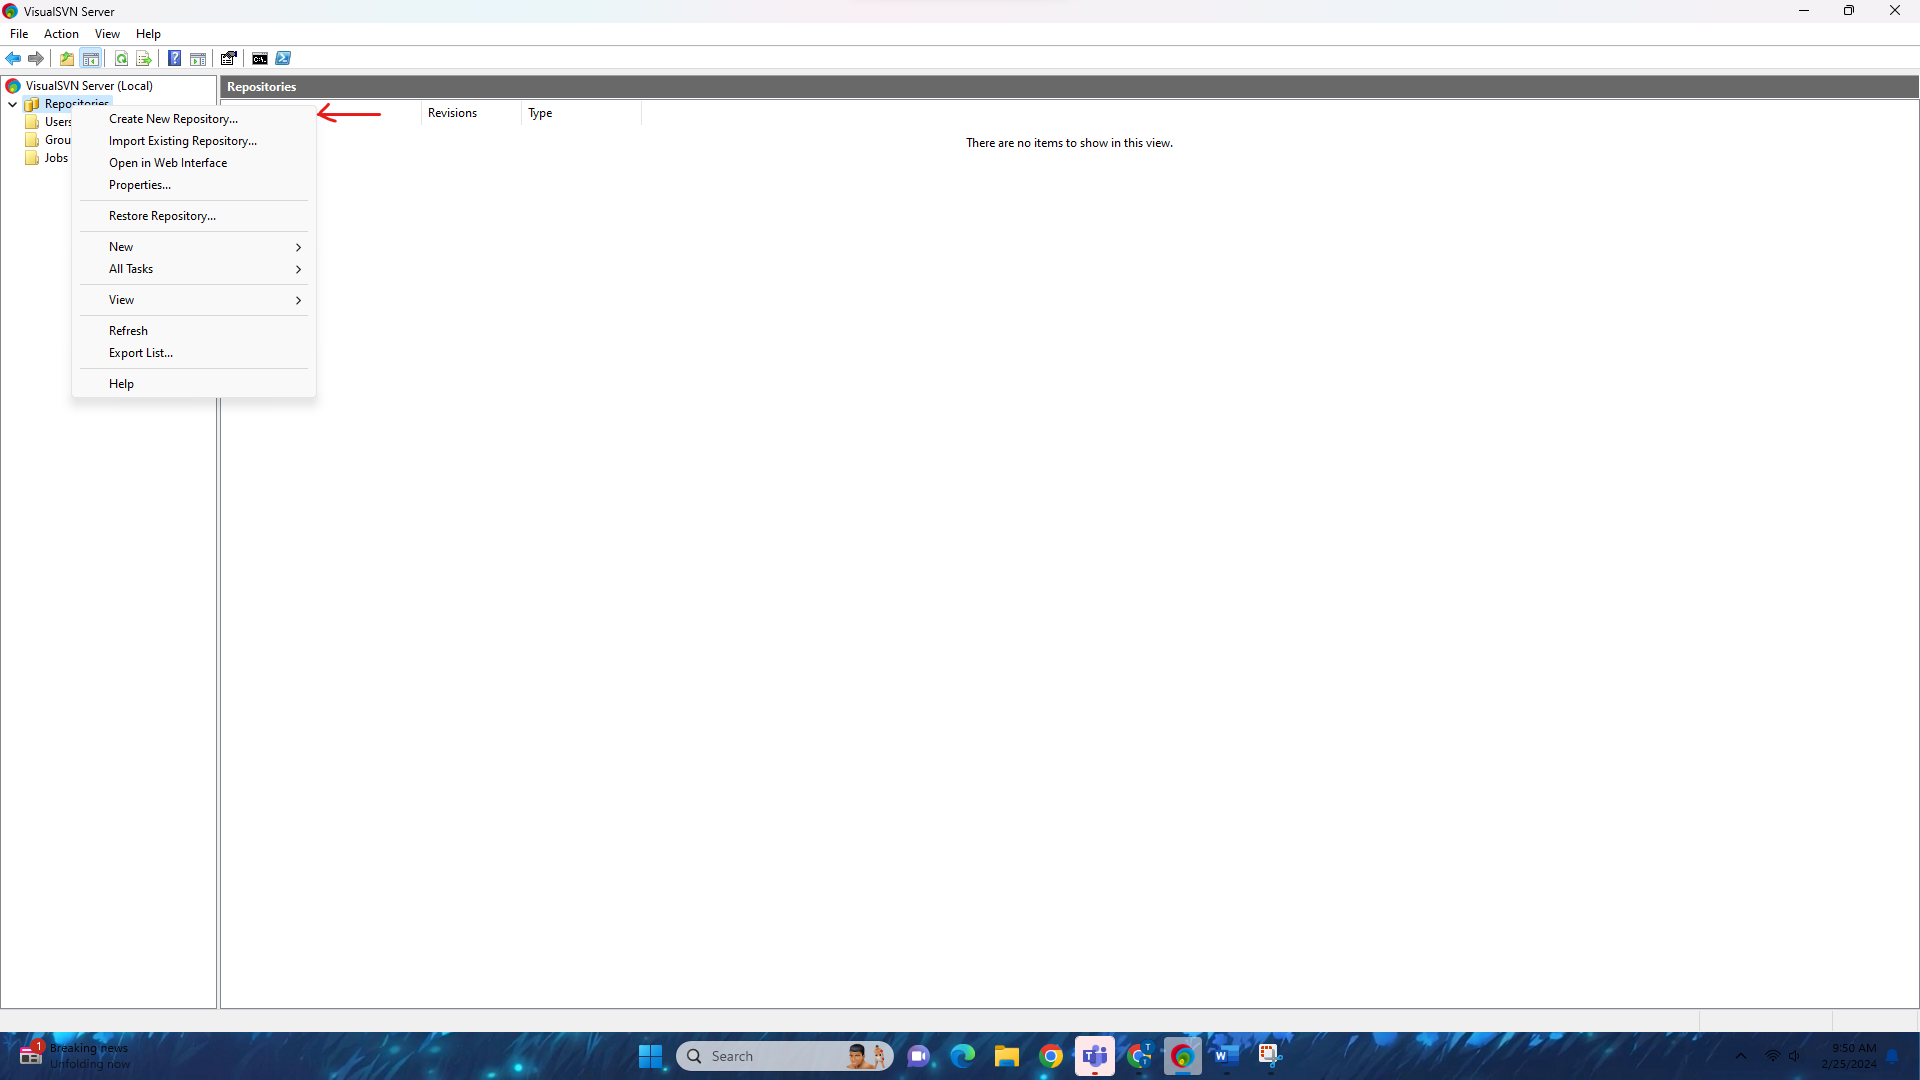 VisualSVN Server
File Action View Help
VisualSVN Server (Local)
Repositories
Users
Grou
Jobs
Create New Repository...
Import Existing Repository...
Open in Web Interface
Properties...
Restore Repository...
New
All Tasks
View
Refresh
Export List...
Help
Repositories
Revisions Type
There are no items to show in this view.
1
Breaking news
Unfolding now
Search
T
W
9:50 AM
2/25/2024